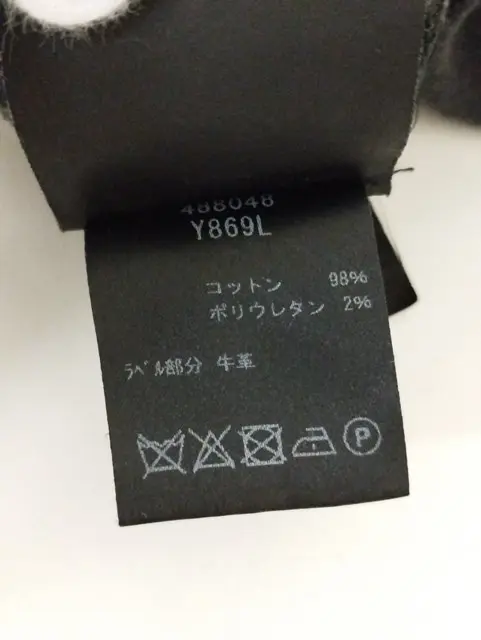 488048
Y869L
コットン 98%
ポリウレタン 2%
ラベル部分 牛革
P